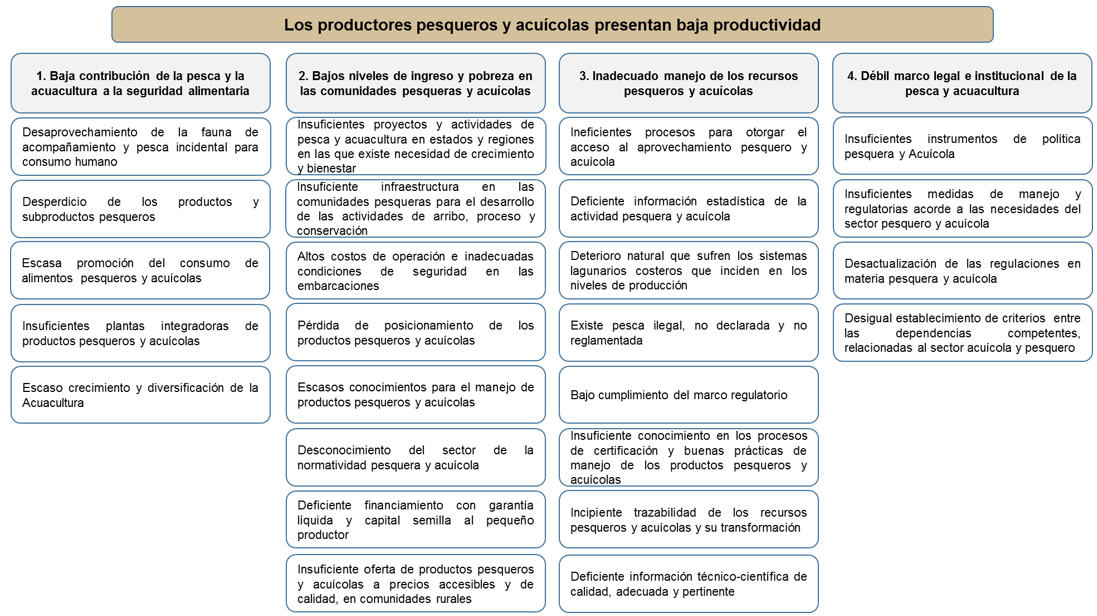 Los productores pesqueros y acuícolas presentan baja productividad
1. Baja contribución de la pesca y la
acuacultura a la seguridad alimentaria
Desaprovechamiento de la fauna de
acompañamiento y pesca incidental para
consumo humano
Desperdicio de los productos y
subproductos pesqueros
Escasa promoción del consumo de
alimentos pesqueros y acuícolas
Insuficientes plantas integradoras de
productos pesqueros y acuícolas
Escaso crecimiento y diversificación de la
Acuacultura
2. Bajos niveles de ingreso y pobreza en
las comunidades pesqueras y acuícolas
Insuficientes proyectos y actividades de
pesca y acuacultura en estados y regiones
en las que existe necesidad de crecimiento
y bienestar
Insuficiente infraestructura en las
comunidades pesqueras para el desarrollo
de las actividades de arribo, proceso y
conservación
Altos costos de operación e inadecuadas
condiciones de seguridad en las
embarcaciones
Pérdida de posicionamiento de los
productos pesqueros y acuícolas
Escasos conocimientos para el manejo de
productos pesqueros y acuícolas
Desconocimiento del sector de la
normatividad pesquera y acuícola
Deficiente financiamiento con garantía
líquida y capital semilla al pequeño
productor
Insuficiente oferta de productos pesqueros
y acuícolas a precios accesibles y de
calidad, en comunidades rurales
3. Inadecuado manejo de los recursos
pesqueros y acuícolas
Ineficientes procesos para otorgar el
acceso al aprovechamiento pesquero y
acuícola
Deficiente información estadística de la
actividad pesquera y acuícola
Deterioro natural que sufren los sistemas
lagunarios costeros que inciden en los
niveles de producción
Existe pesca ilegal, no declarada y no
reglamentada
Bajo cumplimiento del marco regulatorio
Insuficiente conocimiento en los procesos
de certificación y buenas prácticas de
manejo de los productos pesqueros y
acuícolas
Incipiente trazabilidad de los recursos
pesqueros y acuícolas y su transformación
Deficiente información técnico-científica de
calidad, adecuada y pertinente
4. Débil marco legal e institucional de la
pesca y acuacultura
Insuficientes instrumentos de política
pesquera y Acuícola
Insuficientes medidas de manejo y
regulatorias acorde a las necesidades del
sector pesquero y acuícola
Desactualización de las regulaciones en
materia pesquera y acuícola
Desigual establecimiento de criterios entre
las dependencias competentes,
relacionadas al sector acuícola y pesquero